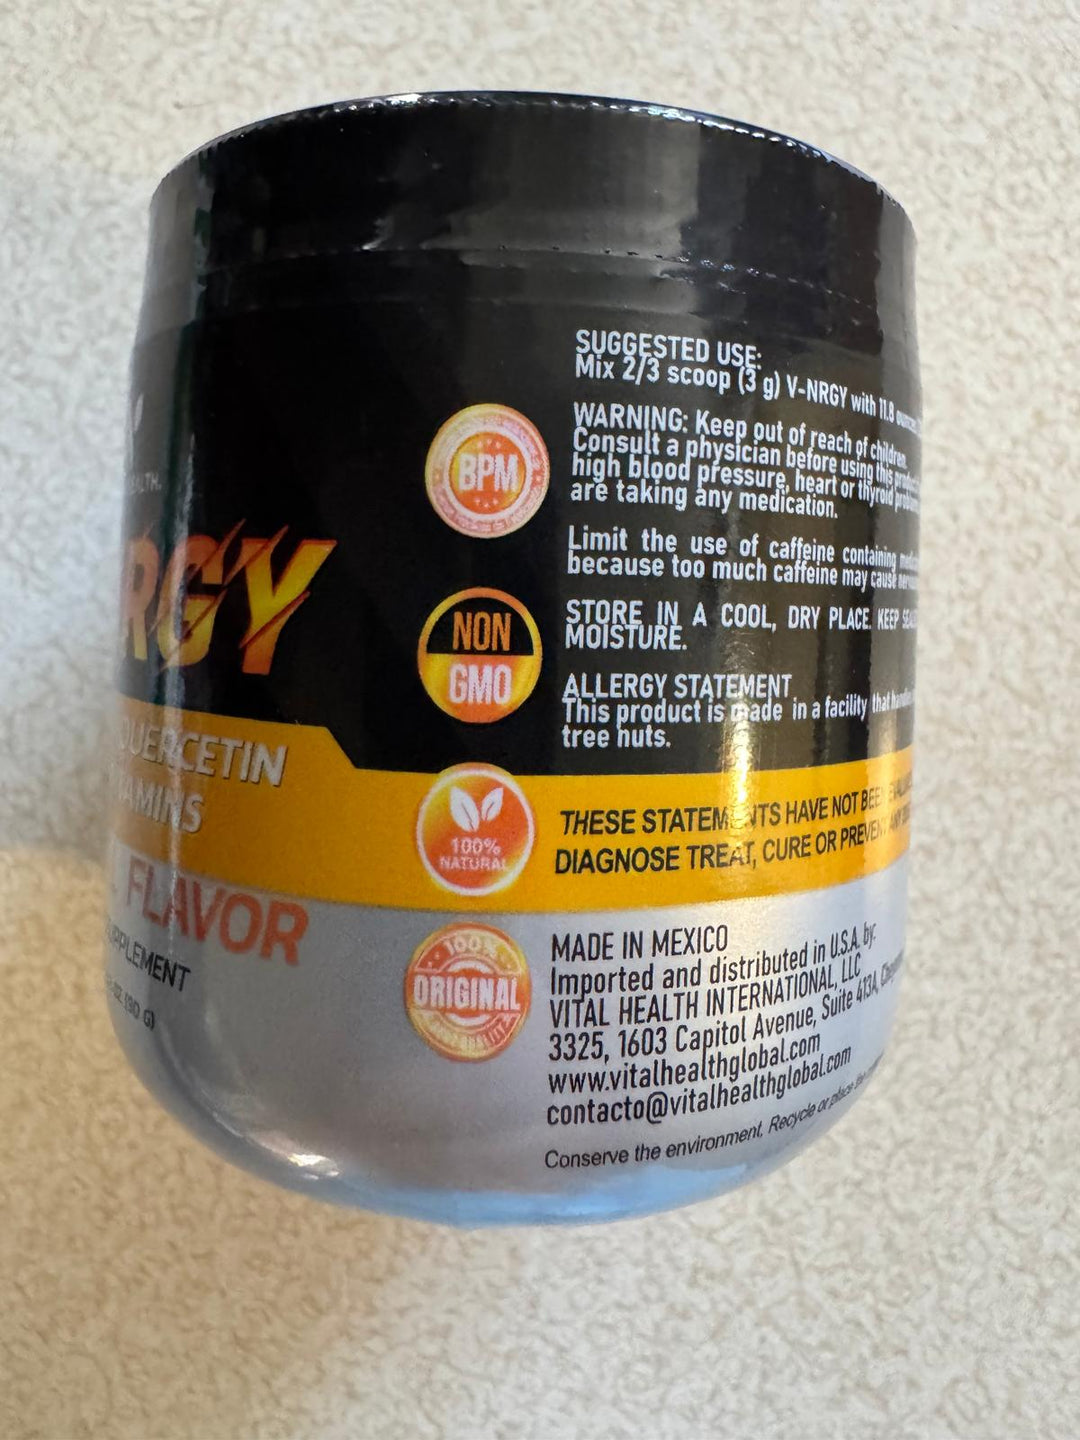 RGY
QUERCETIN
FLAVOR
BPM
NON
GMO
100%
NATURAL
100%
ORIGINAL
SUGGESTED USE:
Mix 2/3 scoop (3 g) V-NRGY with 11.8
WARNING: Keep out of reach of children.
Consult a physician before using this
high blood pressure, heart or thyroid
are taking any medication.
Limit the use of caffeine containing
because too much caffeine may cause
STORE IN A COOL, DRY PLACE. KEEP
MOISTURE.
ALLERGY STATEMENT
This product is made in a facility that
tree nuts.
THESE STATEMENTS HAVE NOT BEEN
DIAGNOSE TREAT, CURE OR PREVENT
MADE IN MEXICO
Imported and distributed in U.S.A. by:
VITAL HEALTH INTERNATIONAL, LLC
3325, 1603 Capitol Avenue, Suite 413A,
www.vitalhealthglobal.com
contacto@vitalhealthglobal.com
Conserve the environment, Recycle or place